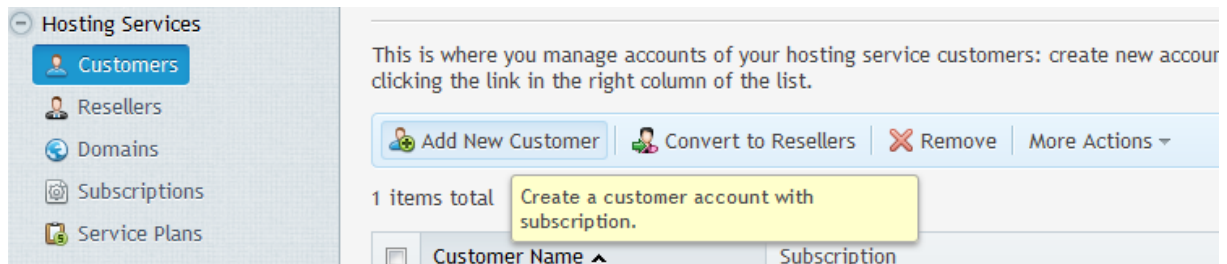 Hosting Services
Customers
Resellers
Domains
Subscriptions
Service Plans
This is where you manage accounts of your hosting service customers: create new accour
clicking the link in the right column of the list.
Add New Customer Convert to Resellers Remove More Actions
1 items total
Create a customer account with
subscription.
Customer Name Subscription